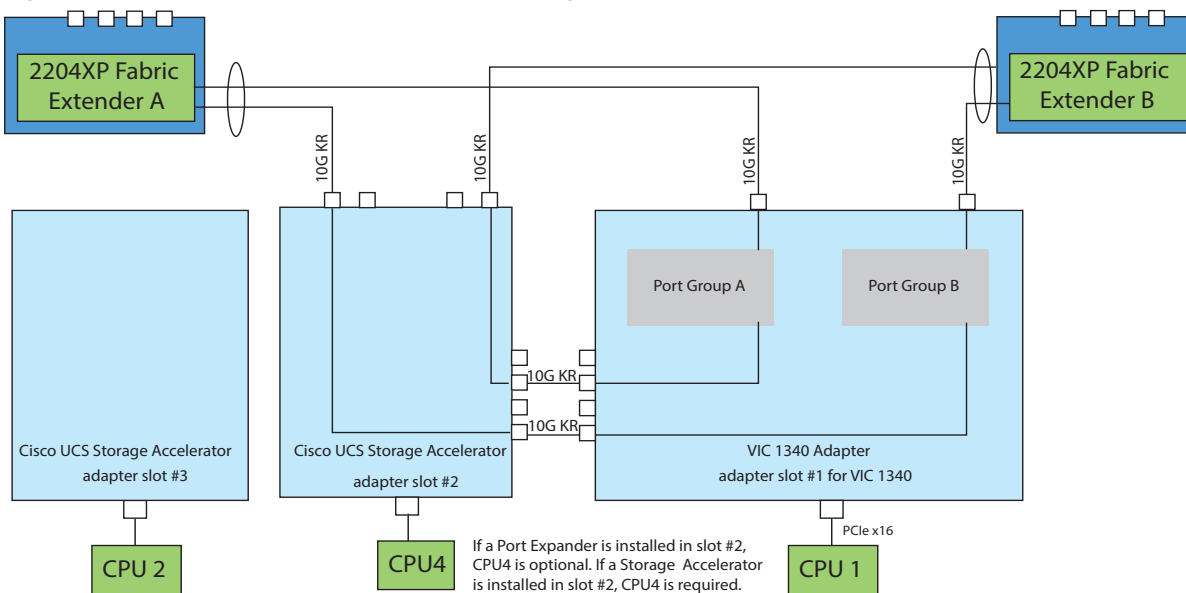 2204XP Fabric
Extender A
2204XP Fabric
Extender B
10G KR
10G KR
10G KR
10G KR
Port Group A
Port Group B
10G KR
10G KR
Cisco UCS Storage Accelerator
adapter slot #3
Cisco UCS Storage Accelerator
adapter slot #2
VIC 1340 Adapter
adapter slot #1 for VIC 1340
PCIe x16
CPU 2
CPU4
If a Port Expander is installed in slot #2,
CPU4 is optional. If a Storage Accelerator
is installed in slot #2, CPU4 is required.
CPU 1